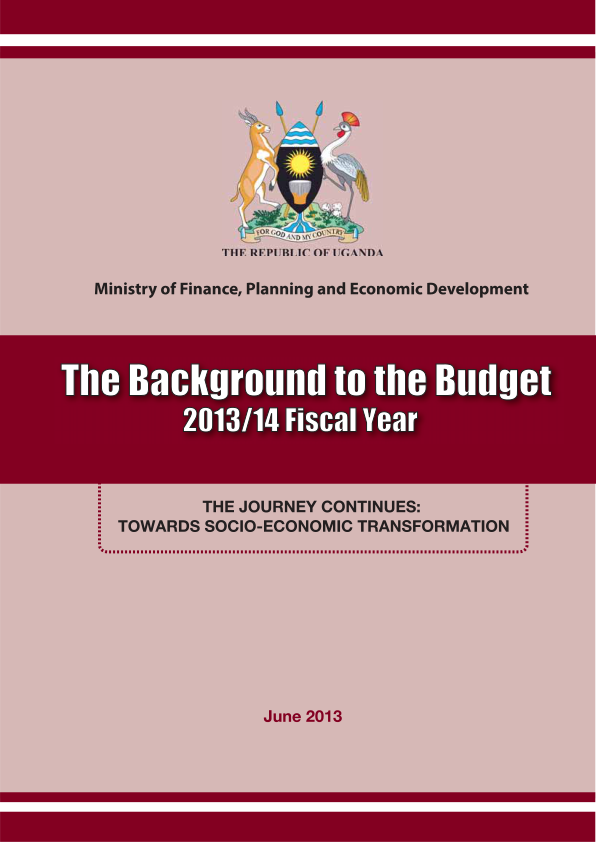 FOR GOD AND MY COUNTRY
THE REPUBLIC OF UGANDA
Ministry of Finance, Planning and Economic Development
The Background to the Budget
2013/14 Fiscal Year
THE JOURNEY CONTINUES:
TOWARDS SOCIO-ECONOMIC TRANSFORMATION
June 2013